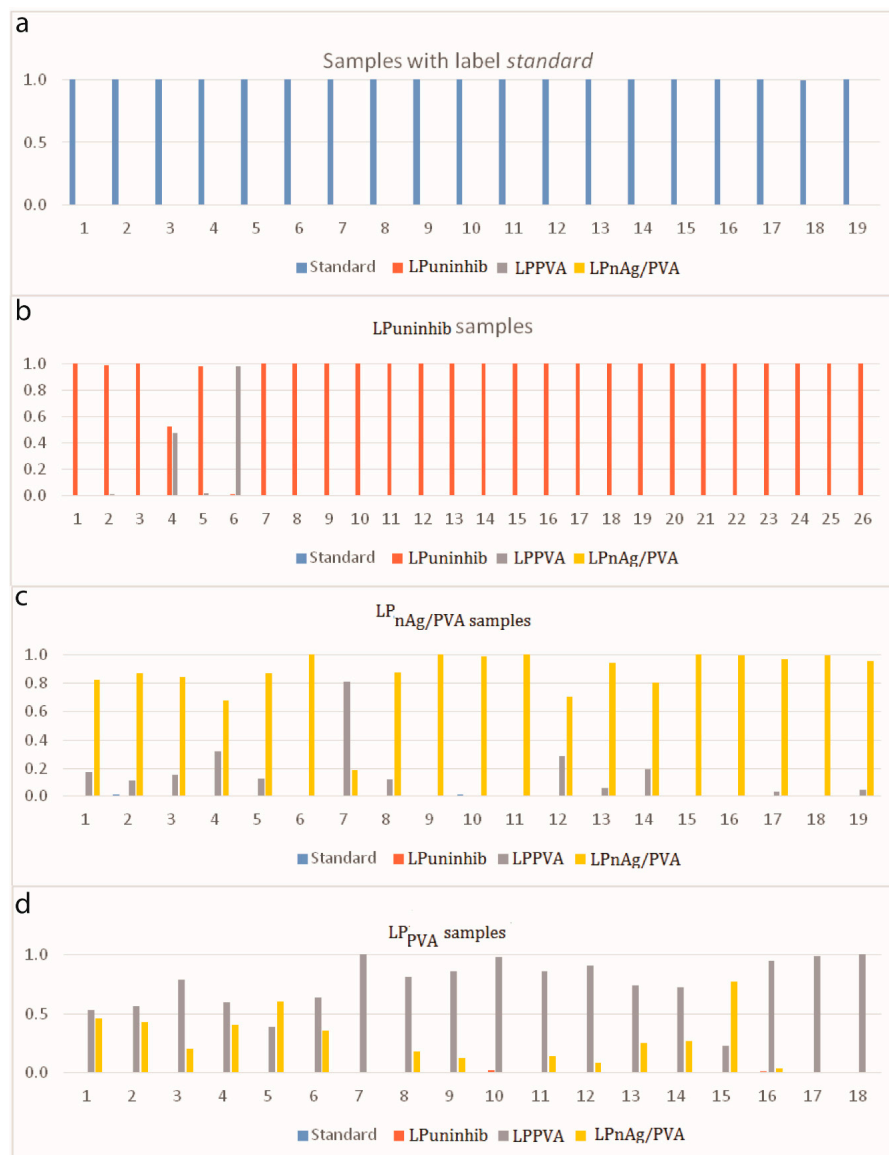 a
Samples with label standard
1.0
0.5
0.0
1 2 3 4 5 6 7 8 9 10 11 12 13 14 15 16 17 18 19
Standard LPuninhib LPPVA LPnAg/PVA
b
LPuninhib samples
1.0
0.8
0.6
0.4
0.2
0.0
1 2 3 4 5 6 7 8 9 10 11 12 13 14 15 16 17 18 19 20 21 22 23 24 25 26
Standard LPuninhib LPPVA LPnAg/PVA
c
LP nAg/PVA samples
1.0
0.8
0.6
0.4
0.2
0.0
1 2 3 4 5 6 7 8 9 10 11 12 13 14 15 16 17 18 19
Standard LPuninhib LPPVA LPnAg/PVA
d
LP PVA samples
1.0
0.5
0.0
1 2 3 4 5 6 7 8 9 10 11 12 13 14 15 16 17 18
Standard LPuninhib LPPVA LPnAg/PVA